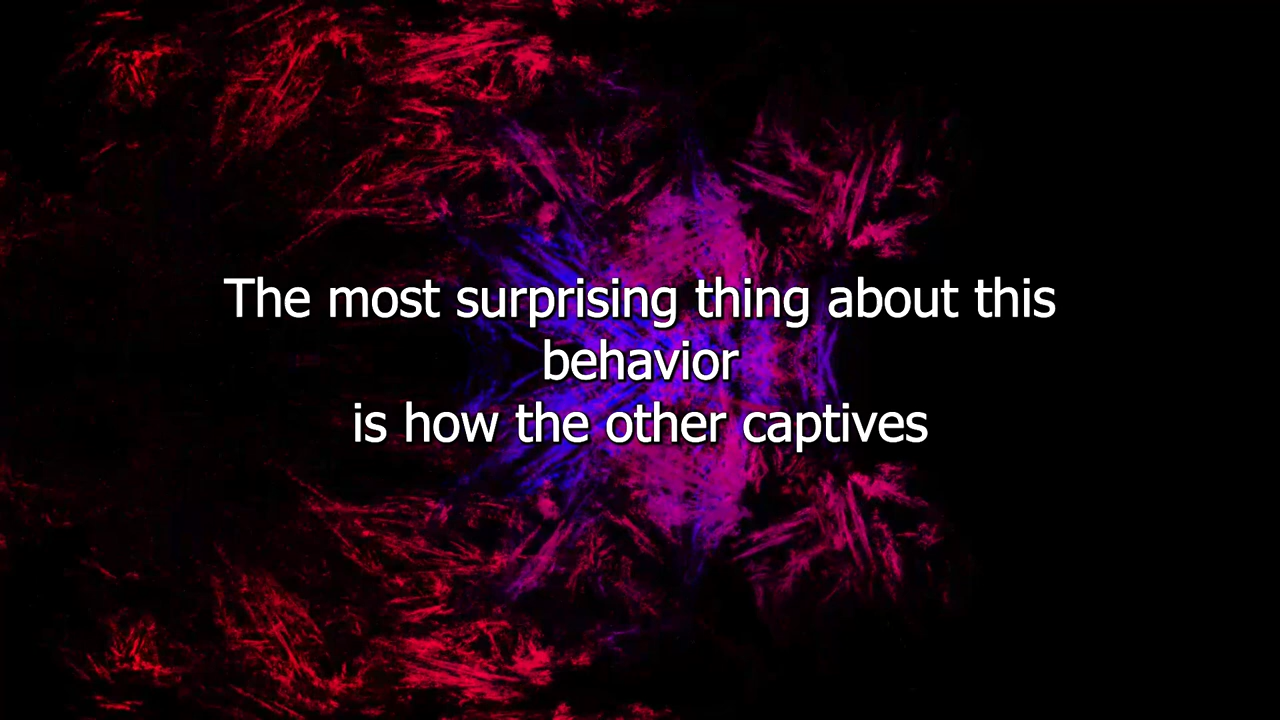 The most surprising thing about this
behavior
is how the other captives